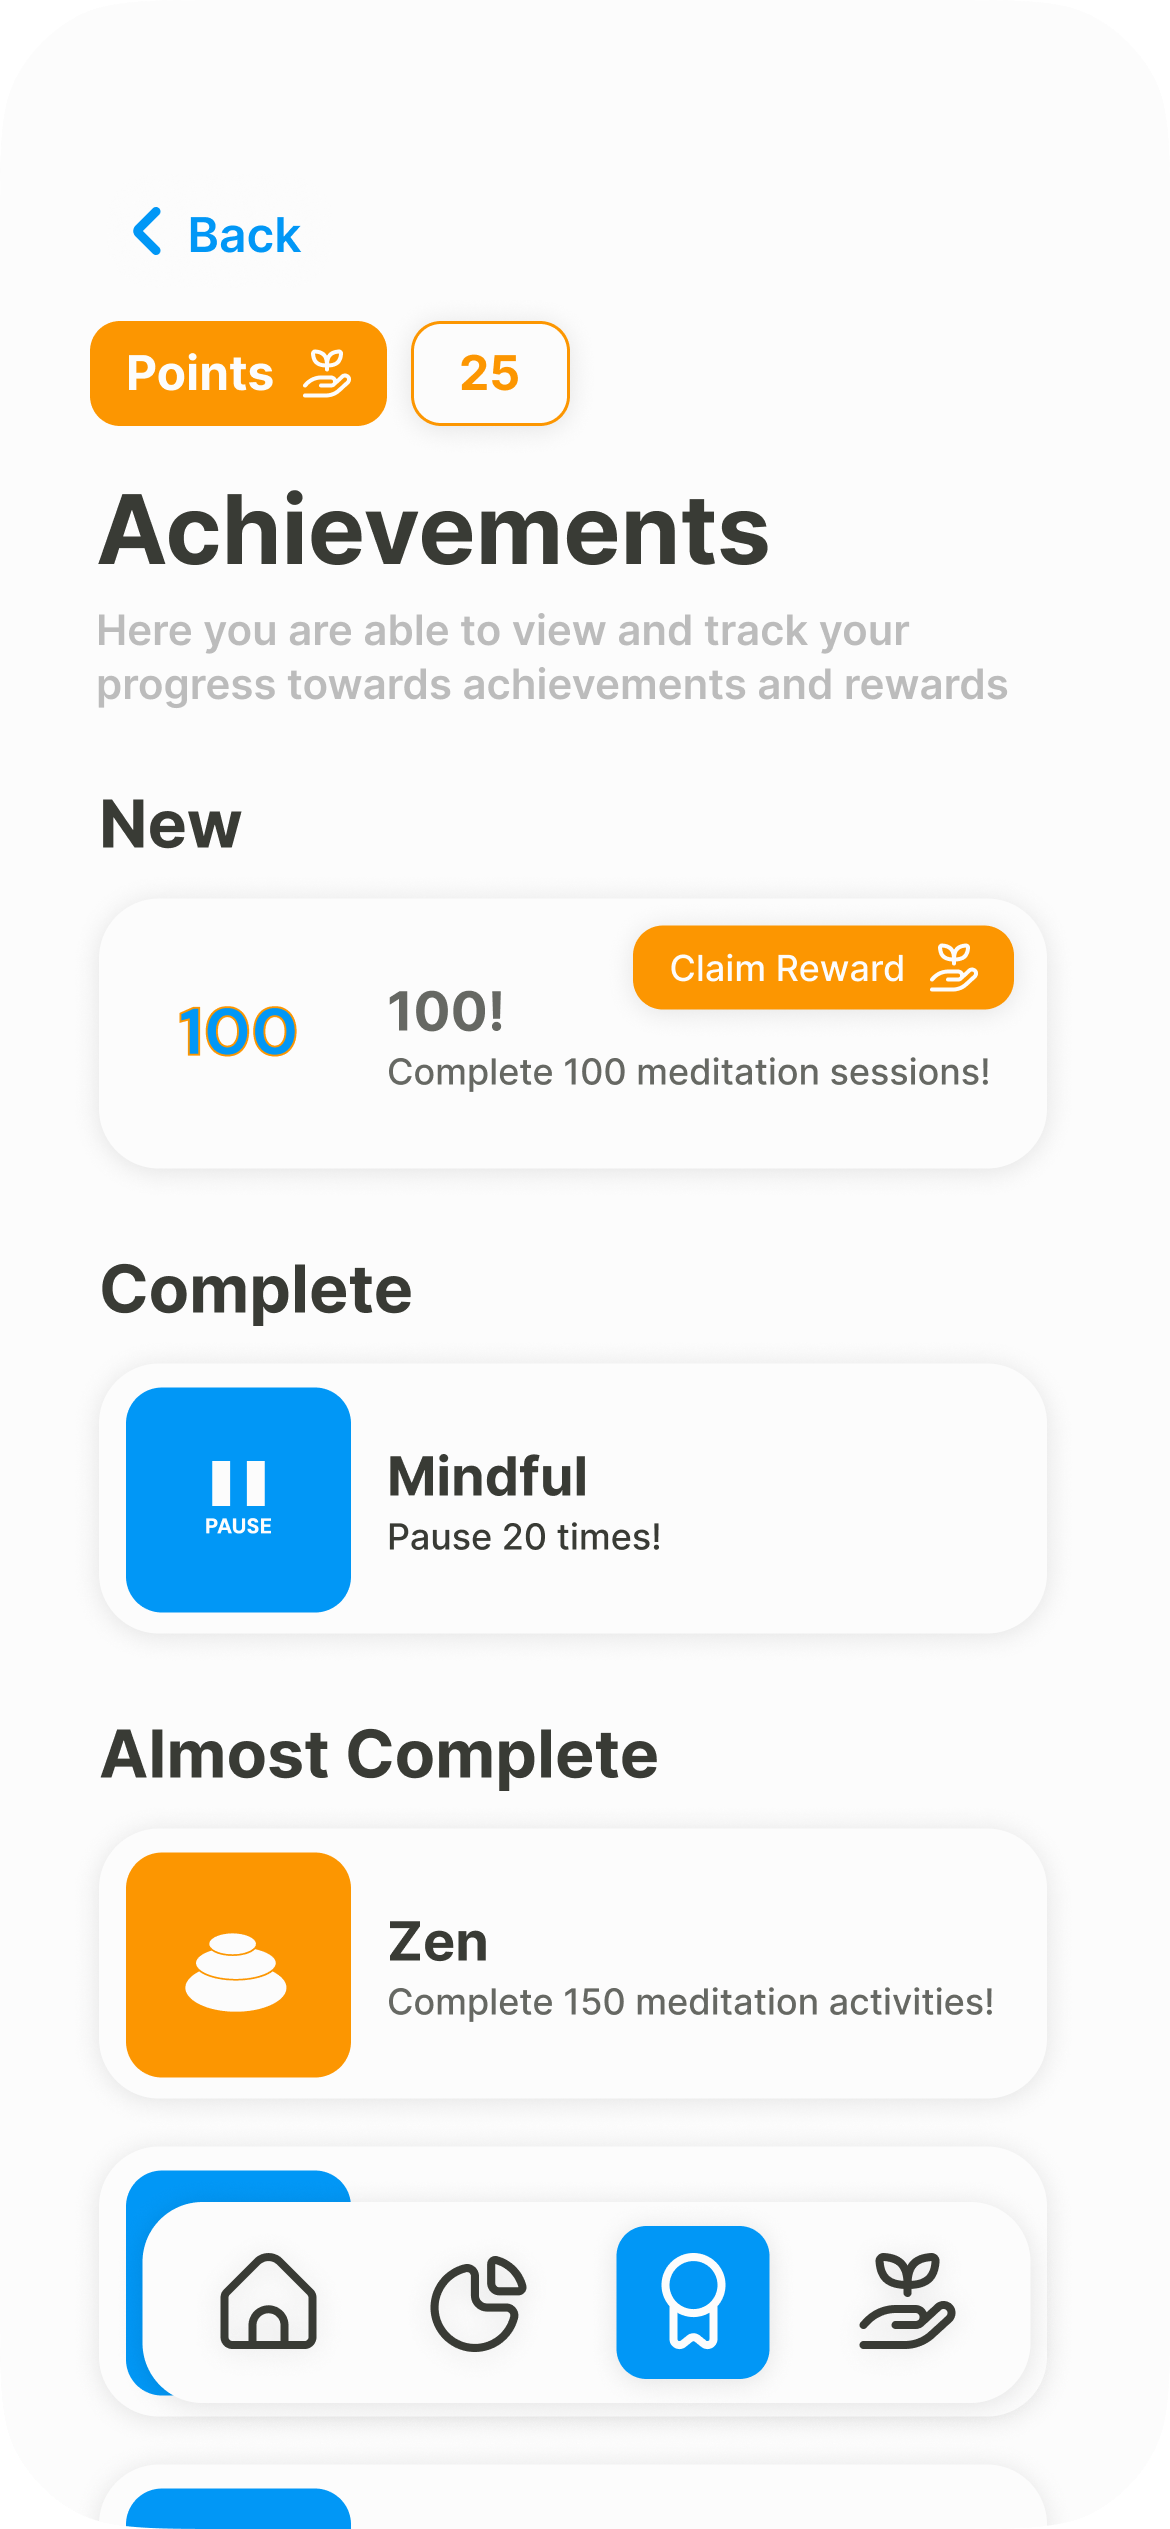 Back
Points
25
Achievements
Here you are able to view and track your
progress towards achievements and rewards
New
Claim Reward
100
100!
Complete 100 meditation sessions!
Complete
PAUSE
Mindful
Pause 20 times!
Almost Complete
Zen
Complete 150 meditation activities!